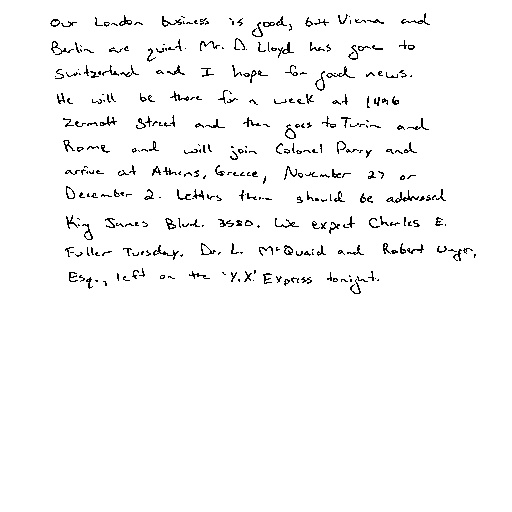 Our London business is good, but Vienna and
Berlin are quiet. Mr. D. Lloyd has gone to
Switzerland and I hope for good news.
He will be there for a week at 1496
Zermott Street and then goes to Turin and
Rome and will join Colonel Parry and
arrive at Athens, Greece, November 27 or
December 2. Letters there should be addressed
King James Blvd. 3580. We expect Charles E.
Fuller Tuesday. Dr. L. McQuaid and Robert Unger,
Esq., left on the 'Y.X.' Express tonight.